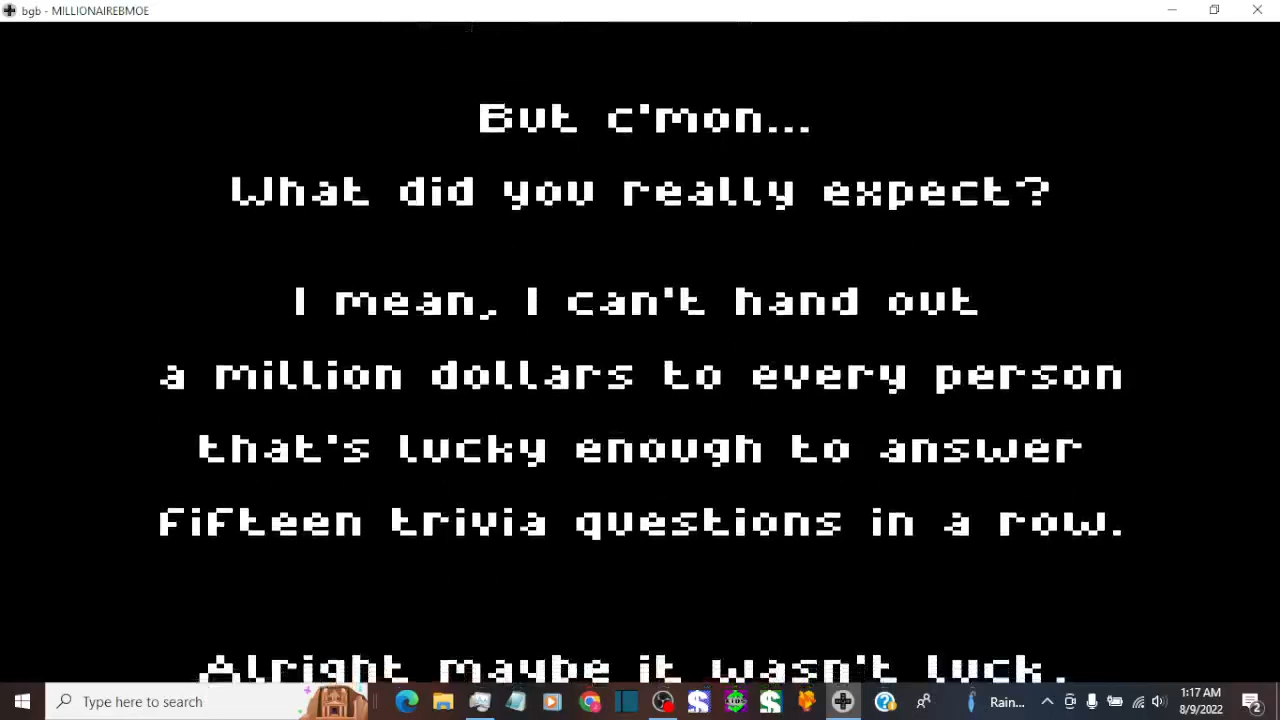 bgb - MILLIONAIREBMOE
But c'mon...
What did you really expect?
I mean, I can't hand out
a million dollars to every person
that's lucky enough to answer
fifteen trivia questions in a row.
Alright maybe it wasn't luck.
Type here to search
KIDS
Rain...
1:17 AM
8/9/2022
2